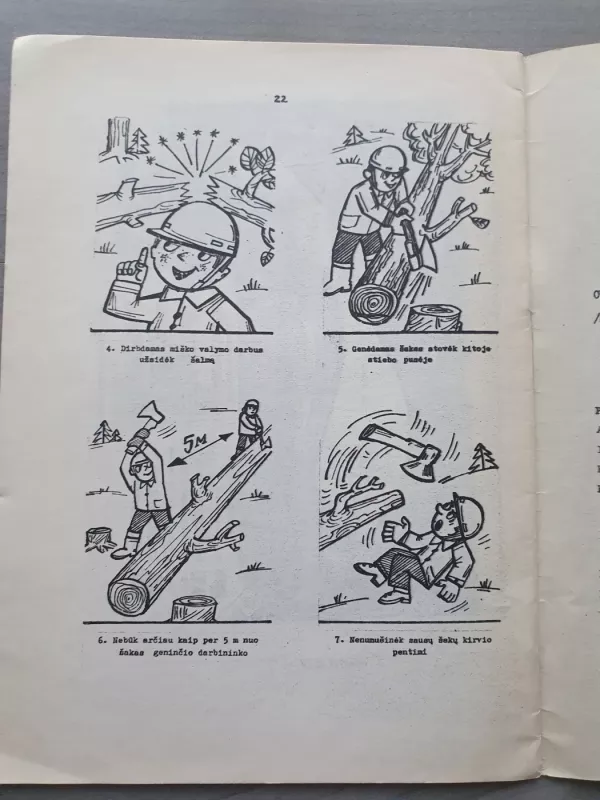 22
4. Dirbdamas miško valymo darbus
užsidėk šalmą
5. Genėdamas šakas stovėk kitoje
stiebo pusėje
5M
6. Nebūk arčiau kaip per 5 m nuo
šakas geninčio darbininko
7. Nenumušinėk sausų šakų kirvio
pentimi